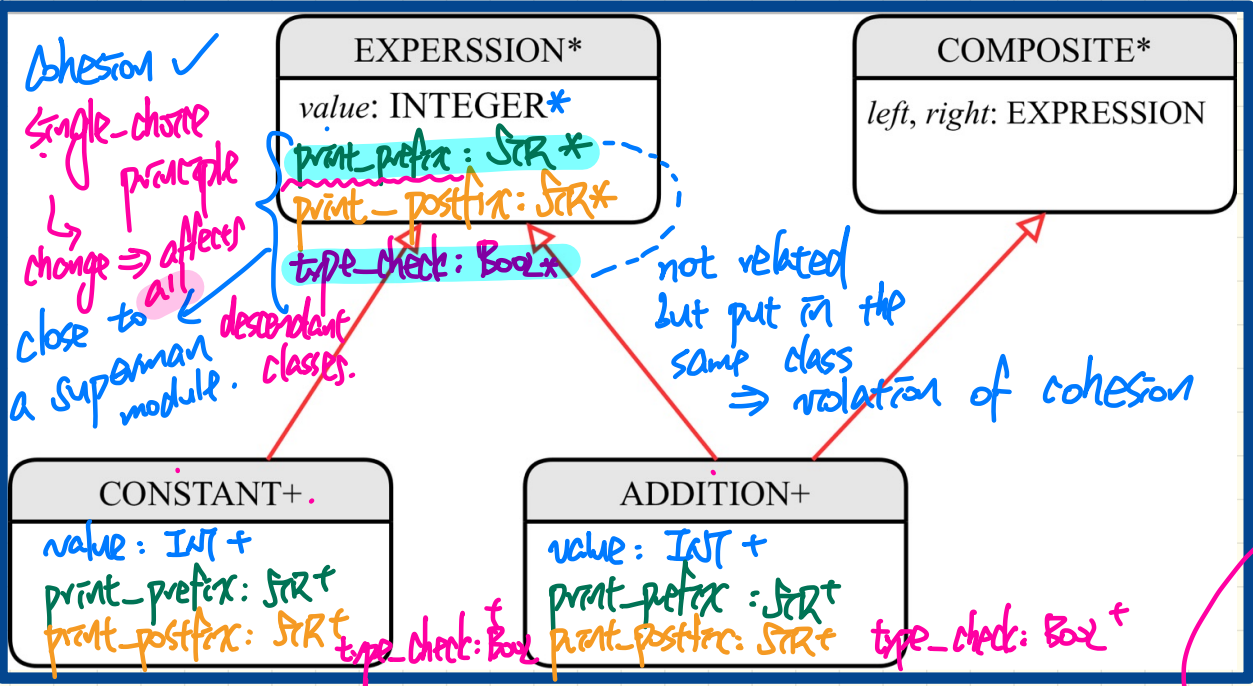 EXPERSSION*
value: INTEGER*
print_prefix: STR*
print_postfix: STR*
type_check: BOOL*
COMPOSITE*
left, right: EXPRESSION
Cohesion ✓
single_choice
principle
↳ change ⇒ affects
all
descendant
classes.
close to
a superman
module.
not related
but put in the
same class
⇒ violation of cohesion
CONSTANT+
value: INT +
print_prefix: STR+
print_postfix: STR+
type_check: BOOL+
ADDITION+
value: INT +
print_prefix: STR+
print_postfix: STR+
type_check: BOOL+